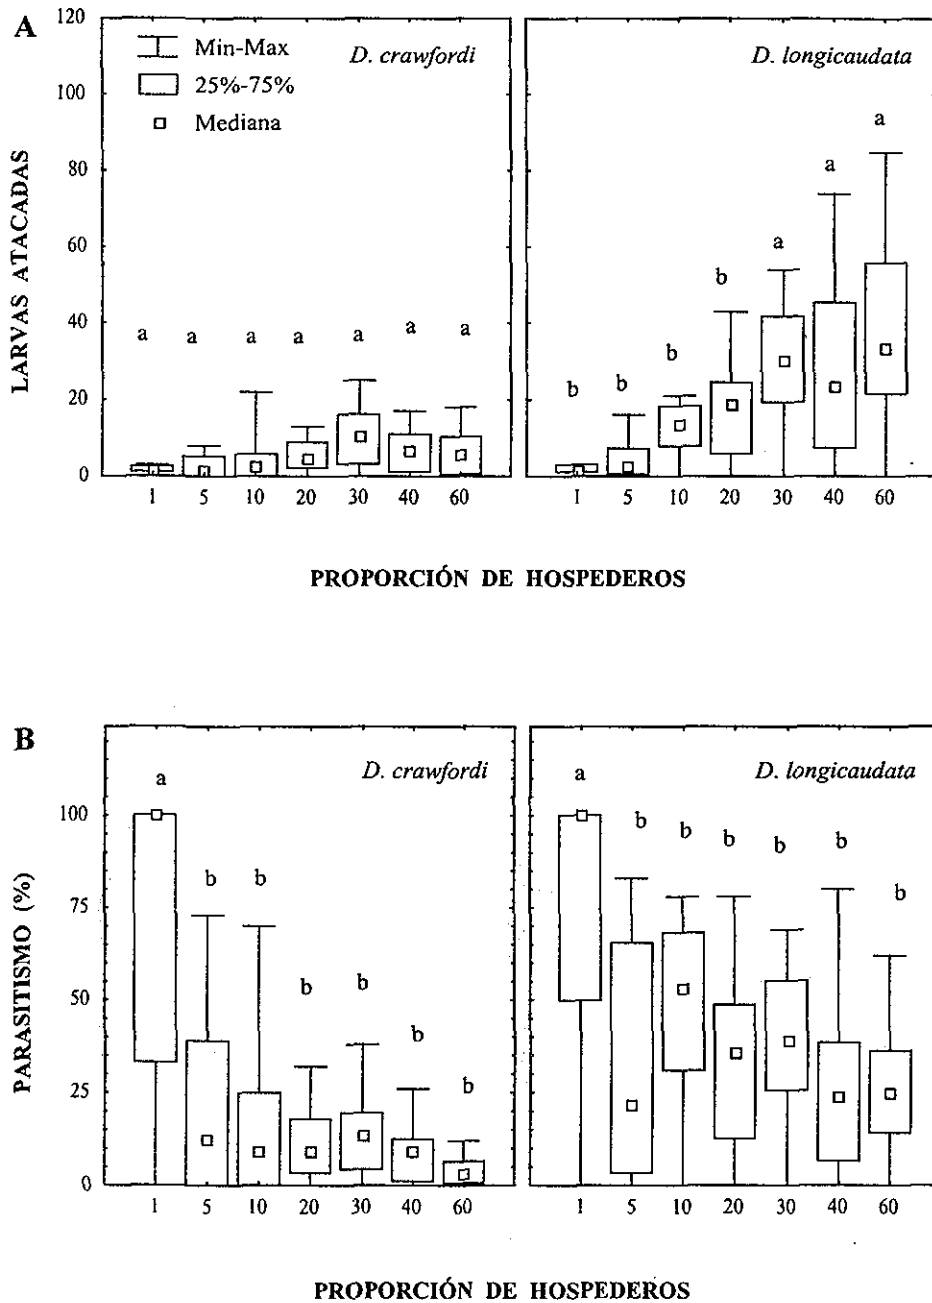 A
120
100
80
60
40
20
0
LARVAS ATACADAS
Min-Max
25%-75%
Mediana
D. crawfordi
a a a a a a a
1 5 10 20 30 40 60
D. longicaudata
b b b b a a a
1 5 10 20 30 40 60
PROPORCIÓN DE HOSPEDEROS
B
100
75
50
25
0
PARASITISMO (%)
D. crawfordi
a b b b b b b
1 5 10 20 30 40 60
D. longicaudata
a b b b b b b
1 5 10 20 30 40 60
PROPORCIÓN DE HOSPEDEROS